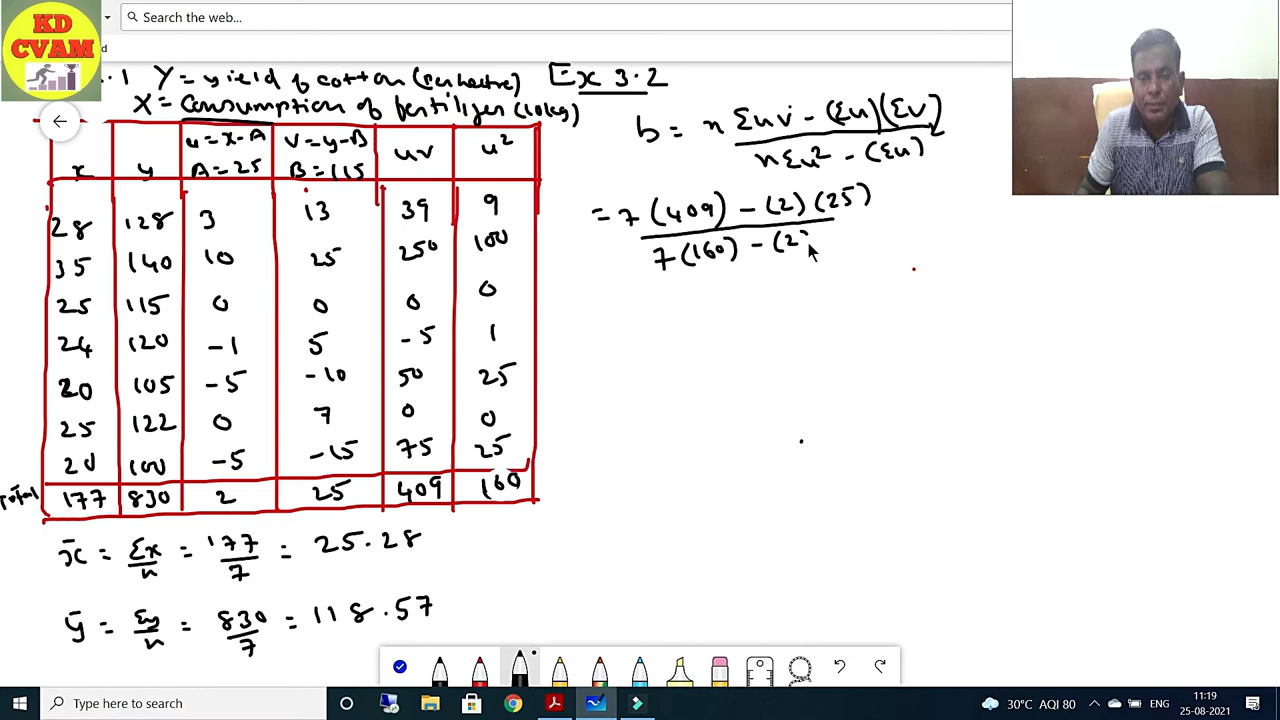 KD
CVAM
Search the web...
1 Y = yield of cotton (per hectre) Ex 3.2
X = Consumption of fertilizer (10kg)
x y u=x-A A=25 v=y-B B=115 uv u²
28 128 3 13 39 9
35 140 10 25 250 100
25 115 0 0 0 0
24 120 -1 5 -5 1
20 105 -5 -10 50 25
25 122 0 7 0 0
20 100 -5 -15 75 25
Total 177 830 2 25 409 160
x̄ = Σx/n = 177/7 = 25.28
ȳ = Σy/n = 830/7 = 118.57
b = n Σuv - (Σu)(Σv) / nΣu² - (Σu)
= 7(409) - (2)(25) / 7(160) - (2)
Type here to search
30°C AQI 80
ENG
11:19
25-08-2021